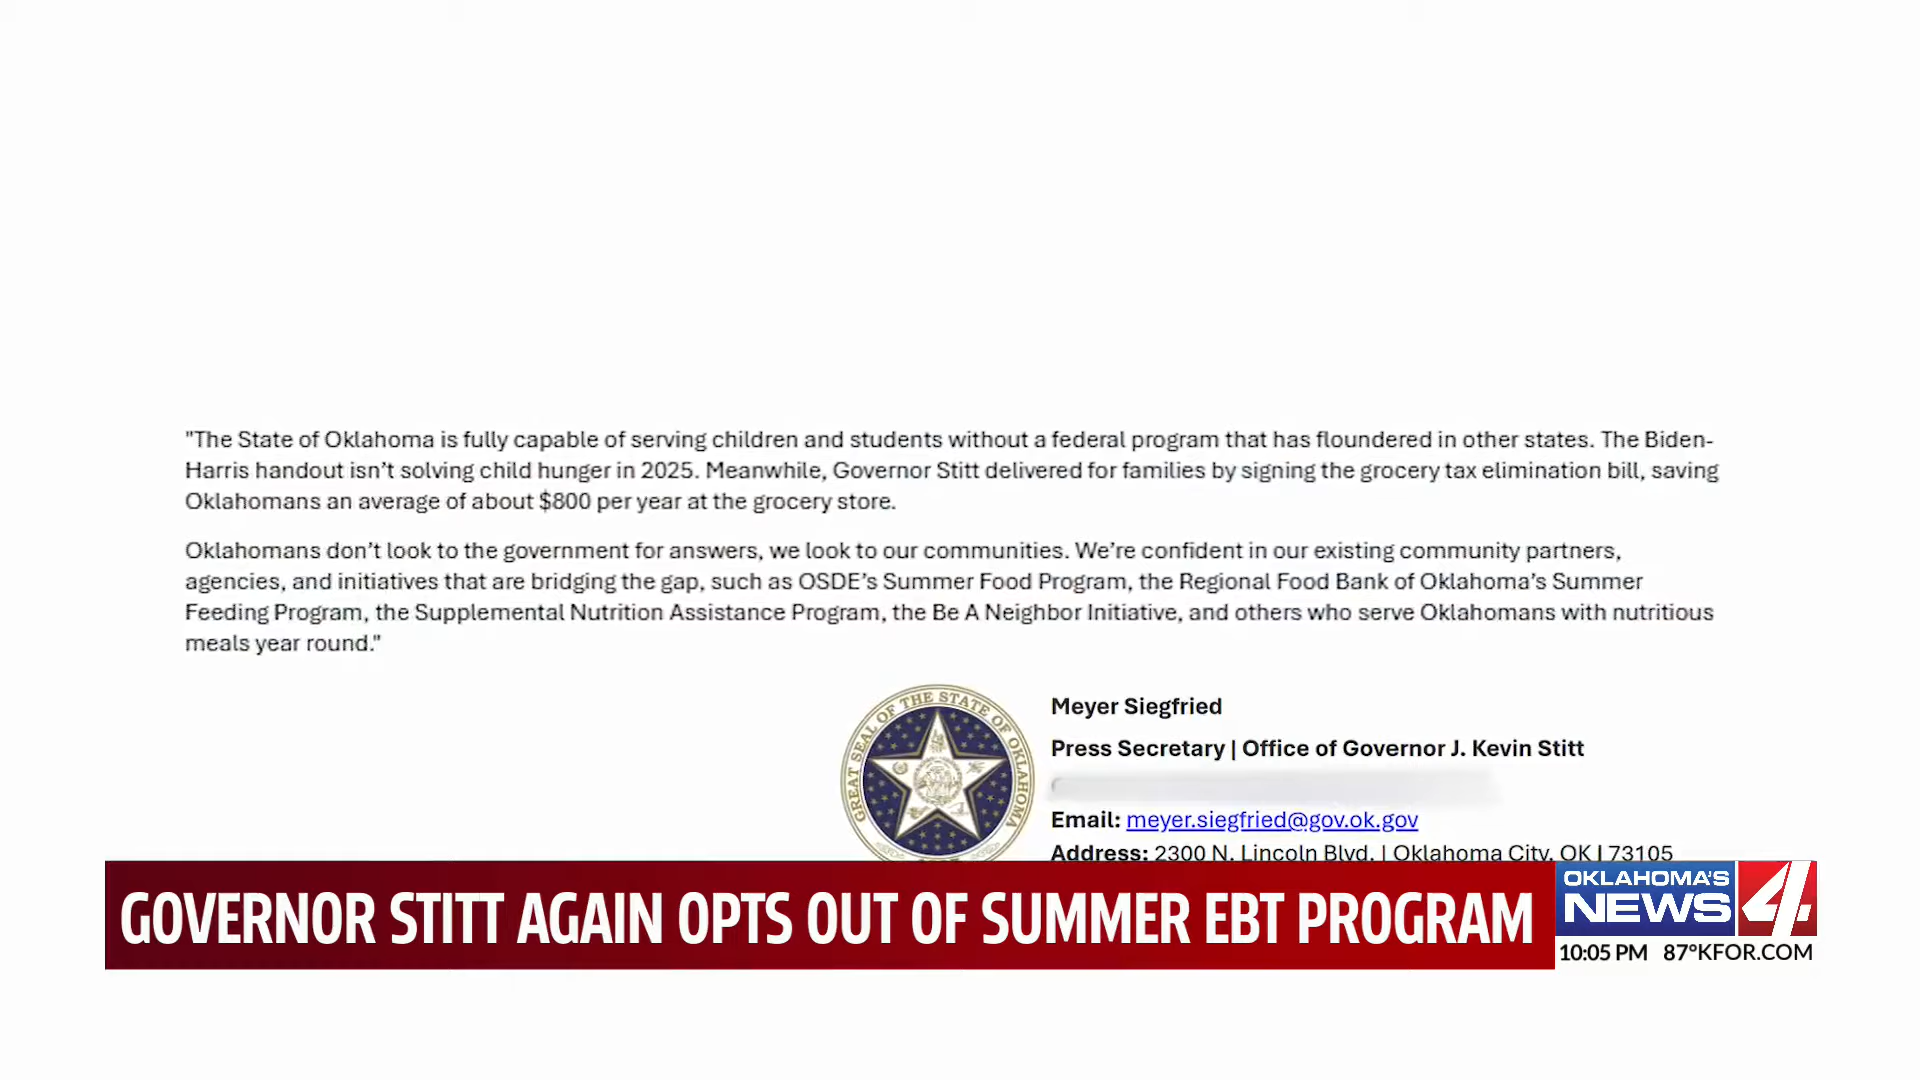 "The State of Oklahoma is fully capable of serving children and students without a federal program that has floundered in other states. The Biden-
Harris handout isn't solving child hunger in 2025. Meanwhile, Governor Stitt delivered for families by signing the grocery tax elimination bill, saving
Oklahomans an average of about $800 per year at the grocery store.
Oklahomans don't look to the government for answers, we look to our communities. We're confident in our existing community partners,
agencies, and initiatives that are bridging the gap, such as OSDE's Summer Food Program, the Regional Food Bank of Oklahoma's Summer
Feeding Program, the Supplemental Nutrition Assistance Program, the Be A Neighbor Initiative, and others who serve Oklahomans with nutritious
meals year round."
GREAT SEAL OF THE STATE OF OKLAHOMA
Meyer Siegfried
Press Secretary | Office of Governor J. Kevin Stitt
Email: meyer.siegfried@gov.ok.gov
Address: 2300 N. Lincoln Blvd. | Oklahoma City, OK | 73105
GOVERNOR STITT AGAIN OPTS OUT OF SUMMER EBT PROGRAM
OKLAHOMA'S
NEWS 4
10:05 PM 87° KFOR.COM